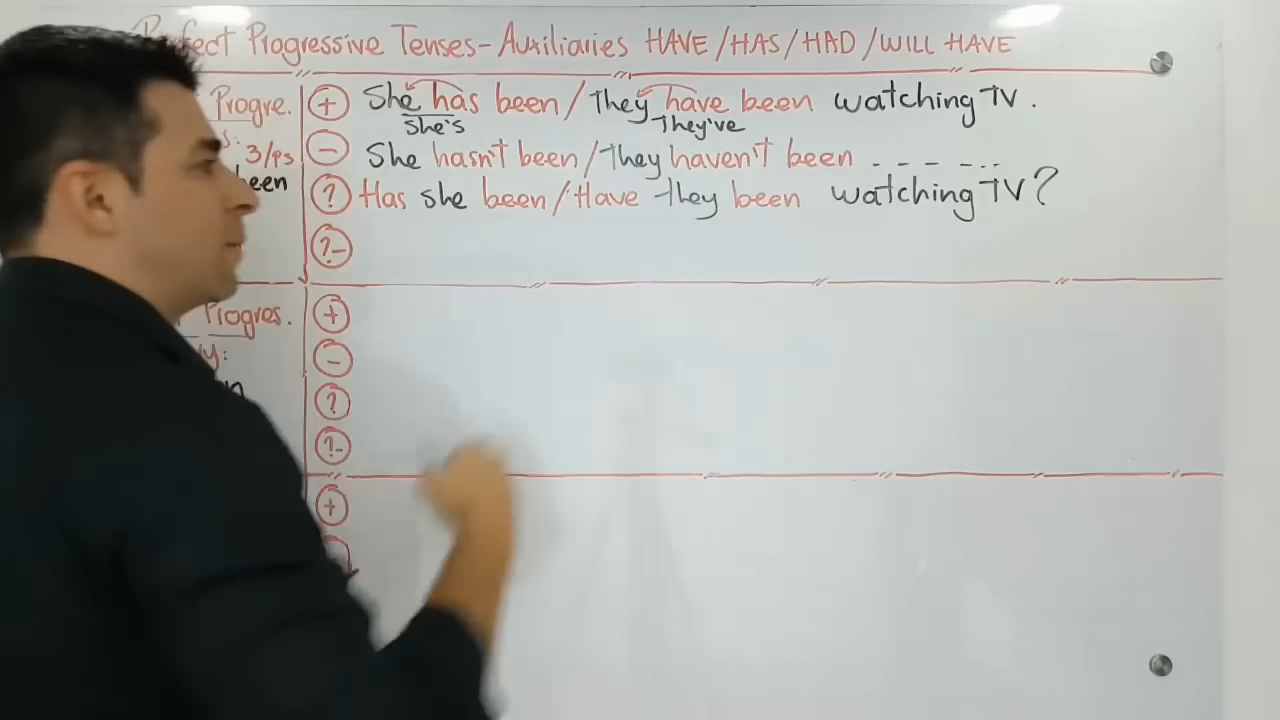 Perfect Progressive Tenses-Auxiliaries HAVE/HAS/HAD/WILL HAVE
Progre.
s:
3/ps
been
(+) She has been/They have been watching TV.
She's They've
(-) She hasn't been/They haven't been _ _ _ _ ...
(?) Has she been/Have they been watching TV?
(?-)
Progres.
y:
n
(+)
(-)
(?)
(?-)
(+)